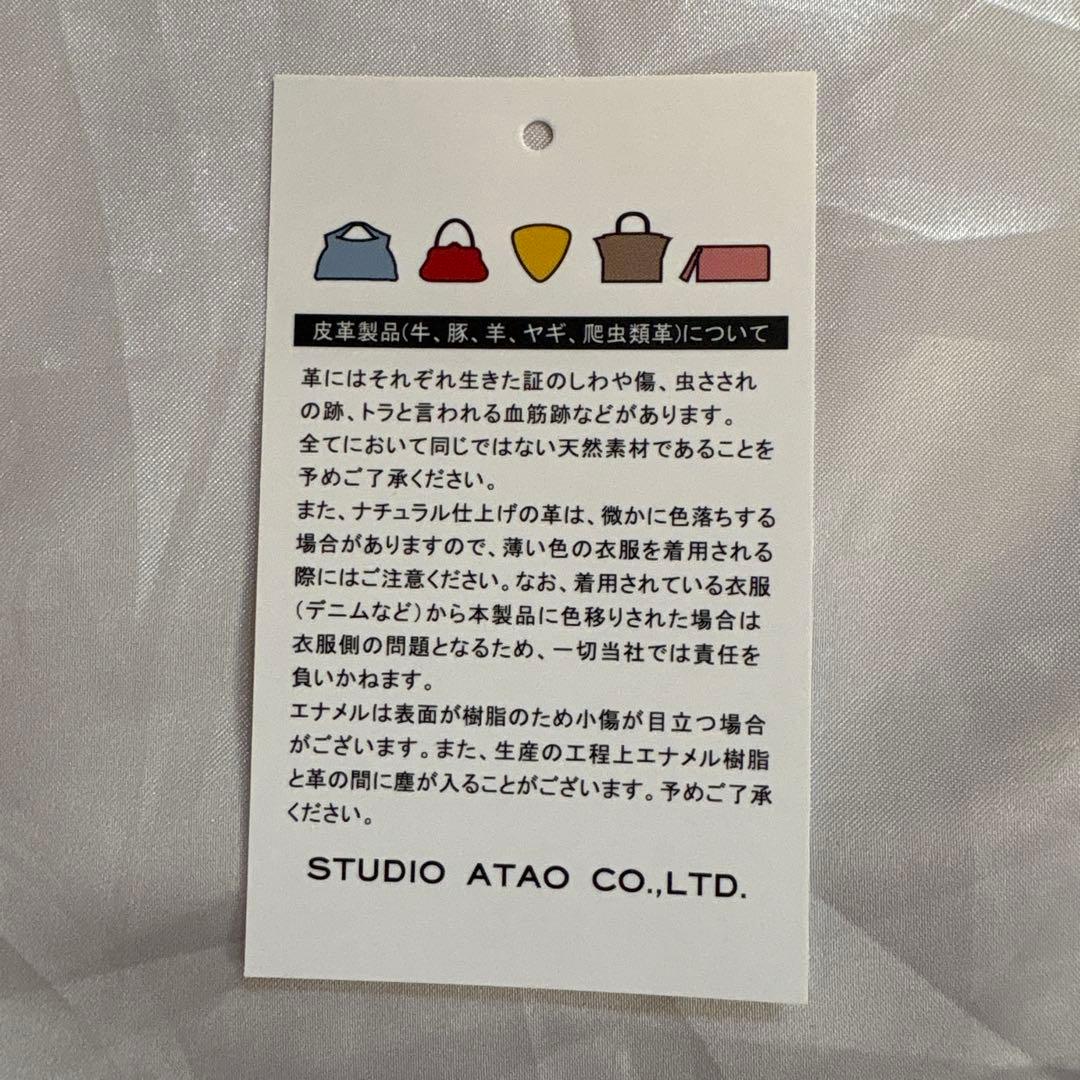 皮革製品(牛、豚、羊、ヤギ、爬虫類革)について
革にはそれぞれ生きた証のしわや傷、虫さされ
の跡、トラと言われる血筋跡などがあります。
全てにおいて同じではない天然素材であることを
予めご了承ください。
また、ナチュラル仕上げの革は、微かに色落ちする
場合がありますので、薄い色の衣服を着用される
際にはご注意ください。なお、着用されている衣服
(デニムなど)から本製品に色移りされた場合は
衣服側の問題となるため、一切当社では責任を
負いかねます。
エナメルは表面が樹脂のため小傷が目立つ場合
がございます。また、生産の工程上エナメル樹脂
と革の間に塵が入ることがございます。予めご了承
ください。
STUDIO ATAO CO.,LTD.